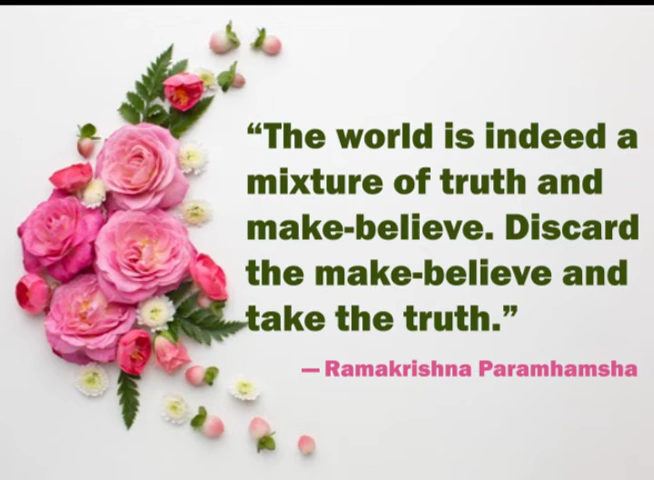 “The world is indeed a
mixture of truth and
make-believe. Discard
the make-believe and
take the truth.”
— Ramakrishna Paramhamsha